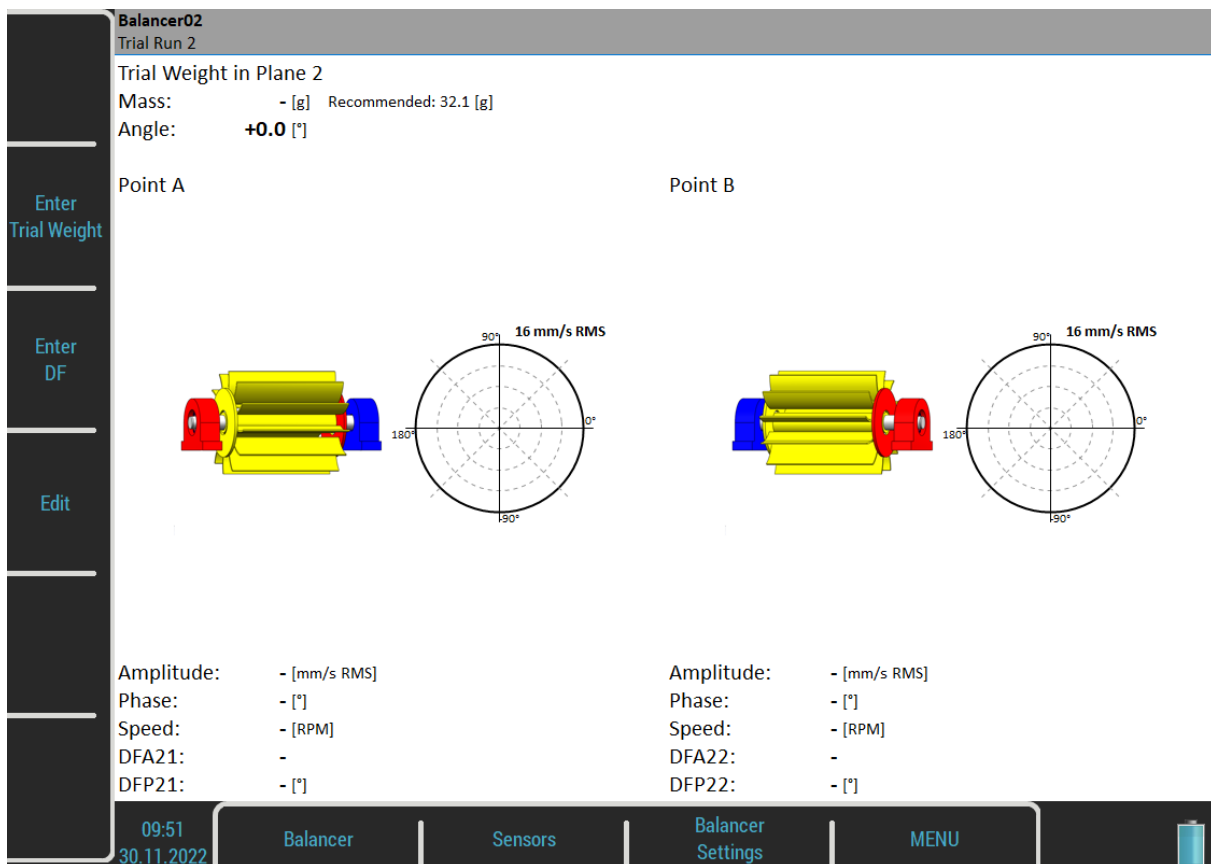 Balancer02
Trial Run 2
Trial Weight in Plane 2
Mass: - [g] Recommended: 32.1 [g]
Angle: +0.0 [°]
Enter
Trial Weight
Enter
DF
Edit
Point A
90° 16 mm/s RMS
180° 0°
-90°
Amplitude: - [mm/s RMS]
Phase: - [°]
Speed: - [RPM]
DFA21: -
DFP21: - [°]
Point B
90° 16 mm/s RMS
180° 0°
-90°
Amplitude: - [mm/s RMS]
Phase: - [°]
Speed: - [RPM]
DFA22: -
DFP22: - [°]
09:51
30.11.2022
Balancer
Sensors
Balancer
Settings
MENU